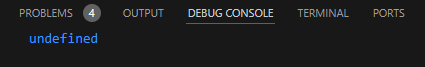 PROBLEMS 4 OUTPUT DEBUG CONSOLE TERMINAL PORTS
undefined